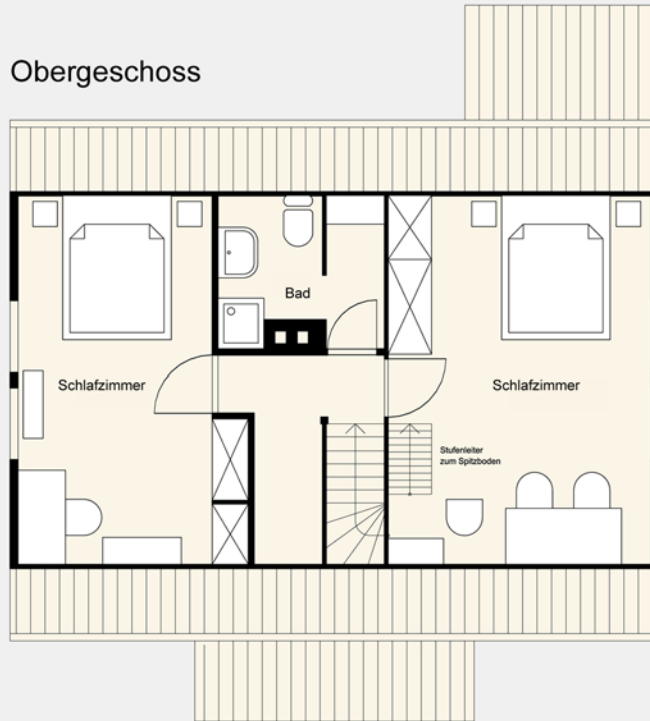 Obergeschoss
Bad
Schlafzimmer
Schlafzimmer
Stufenleiter
zum Spitzboden